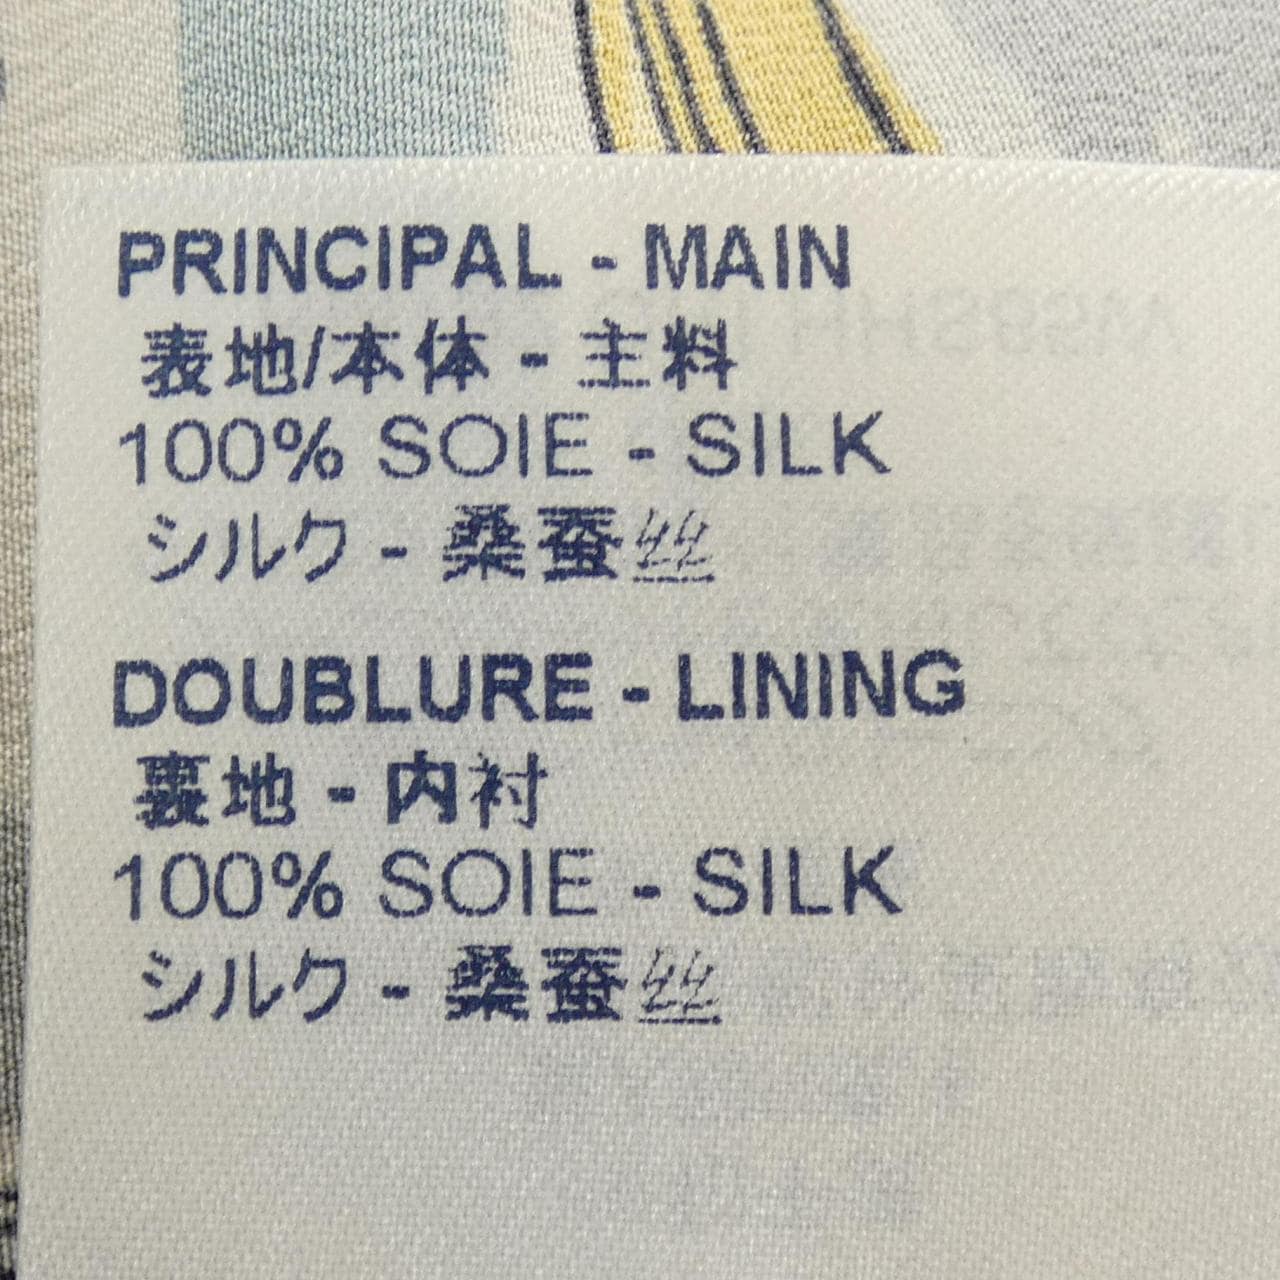 PRINCIPAL - MAIN
表地/本体 - 主料
100% SOIE - SILK
シルク - 桑蚕丝
DOUBLURE - LINING
裏地 - 内衬
100% SOIE - SILK
シルク - 桑蚕丝